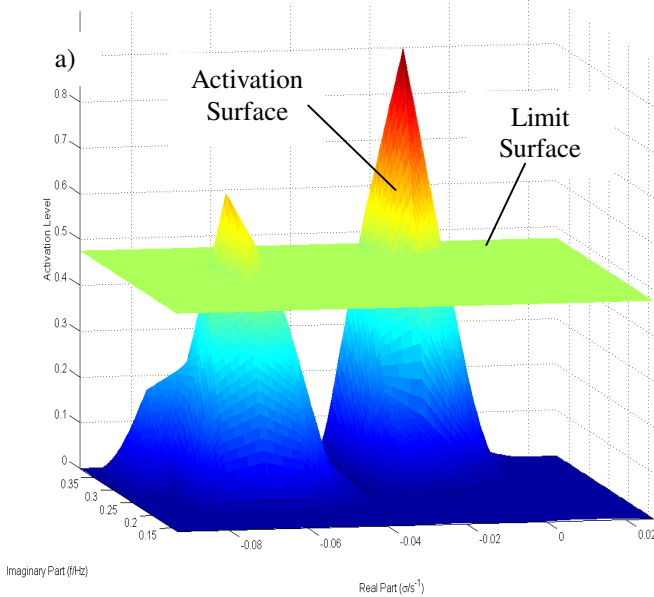 a)
Activation
Surface
Limit
Surface
Activation Level
0.8
0.7
0.6
0.5
0.4
0.3
0.2
0.1
0
0.35
0.3
0.25
0.2
0.15
-0.08
-0.06
-0.04
-0.02
0
0.02
Imaginary Part (f/Hz)
Real Part (σ/s⁻¹)